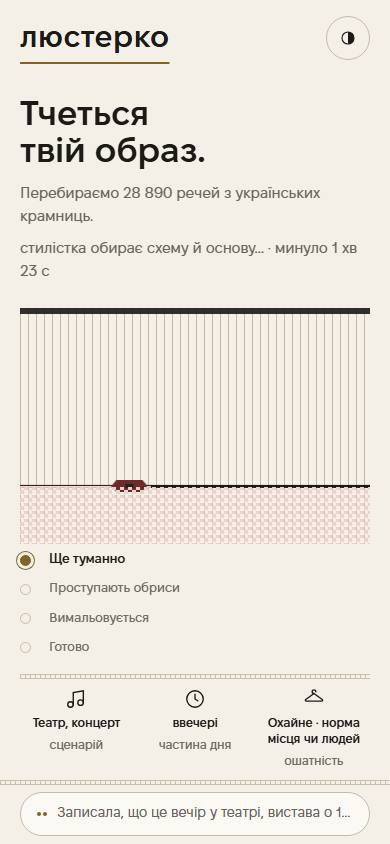 люстерко
Тчеться
твій образ.
Перебираємо 28 890 речей з українських
крамниць.
стилістка обирає схему й основу... · минуло 1 хв
23 с
Ще туманно
Проступають обриси
Вимальовується
Готово
Театр, концерт
сценарій
ввечері
частина дня
Охайне · норма
місця чи людей
ошатність
Записала, що це вечір у театрі, вистава о 1...